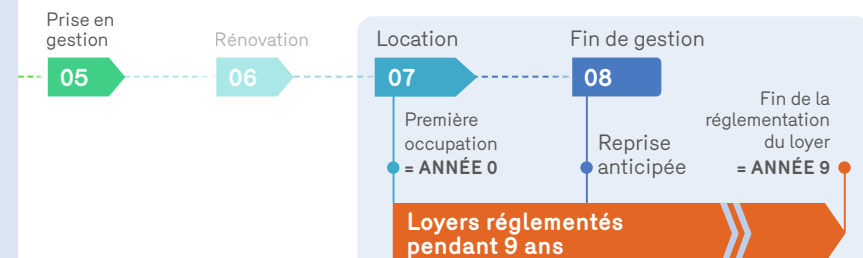 Prise en
gestion
Rénovation
Location
Fin de gestion
05
06
07
08
Première
occupation
= ANNÉE 0
Reprise
anticipée
Fin de la
réglementation
du loyer
= ANNÉE 9
Loyers réglementés
pendant 9 ans